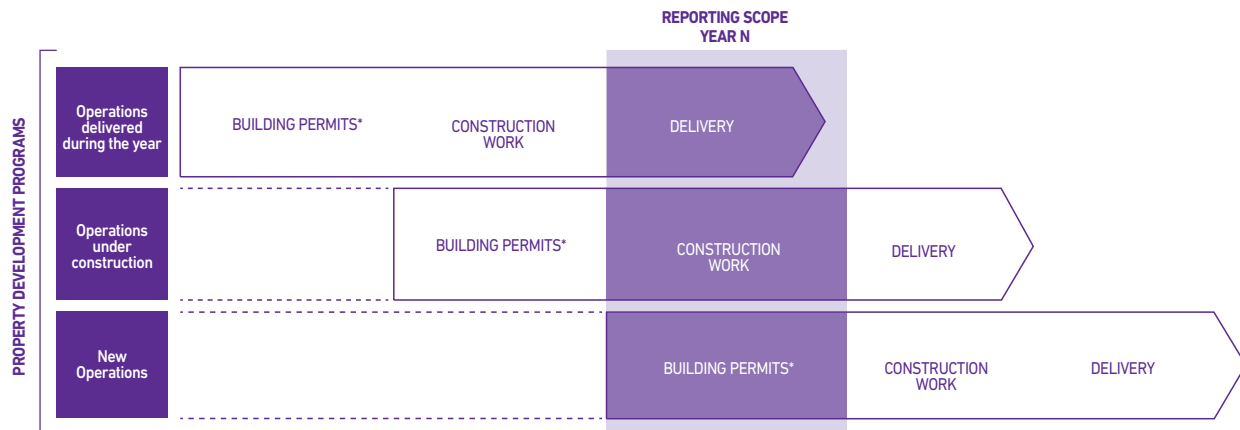 REPORTING SCOPE
YEAR N
PROPERTY DEVELOPMENT PROGRAMS
Operations
delivered
during the year
BUILDING PERMITS*
CONSTRUCTION
WORK
DELIVERY
Operations
under
construction
BUILDING PERMITS*
CONSTRUCTION
WORK
DELIVERY
New
Operations
BUILDING PERMITS*
CONSTRUCTION
WORK
DELIVERY